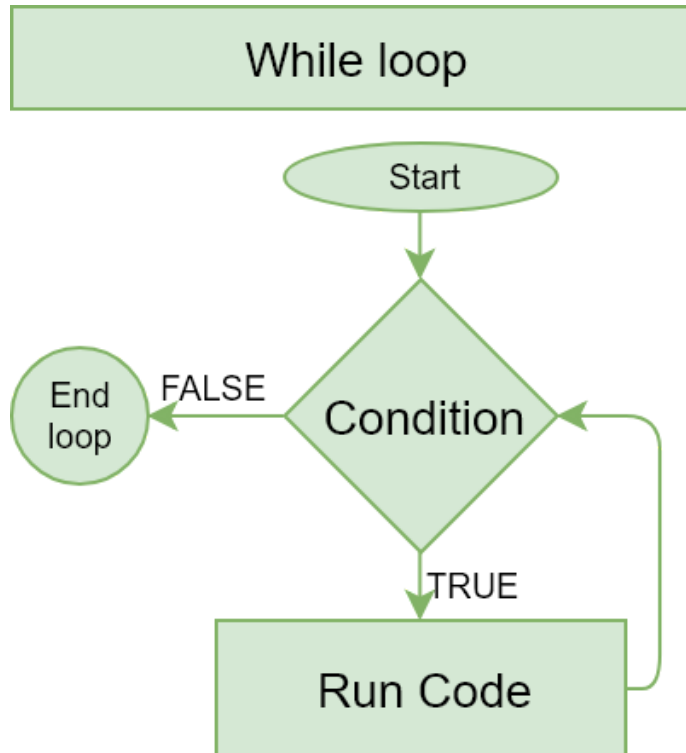 While loop
Start
Condition
FALSE
End
loop
TRUE
Run Code